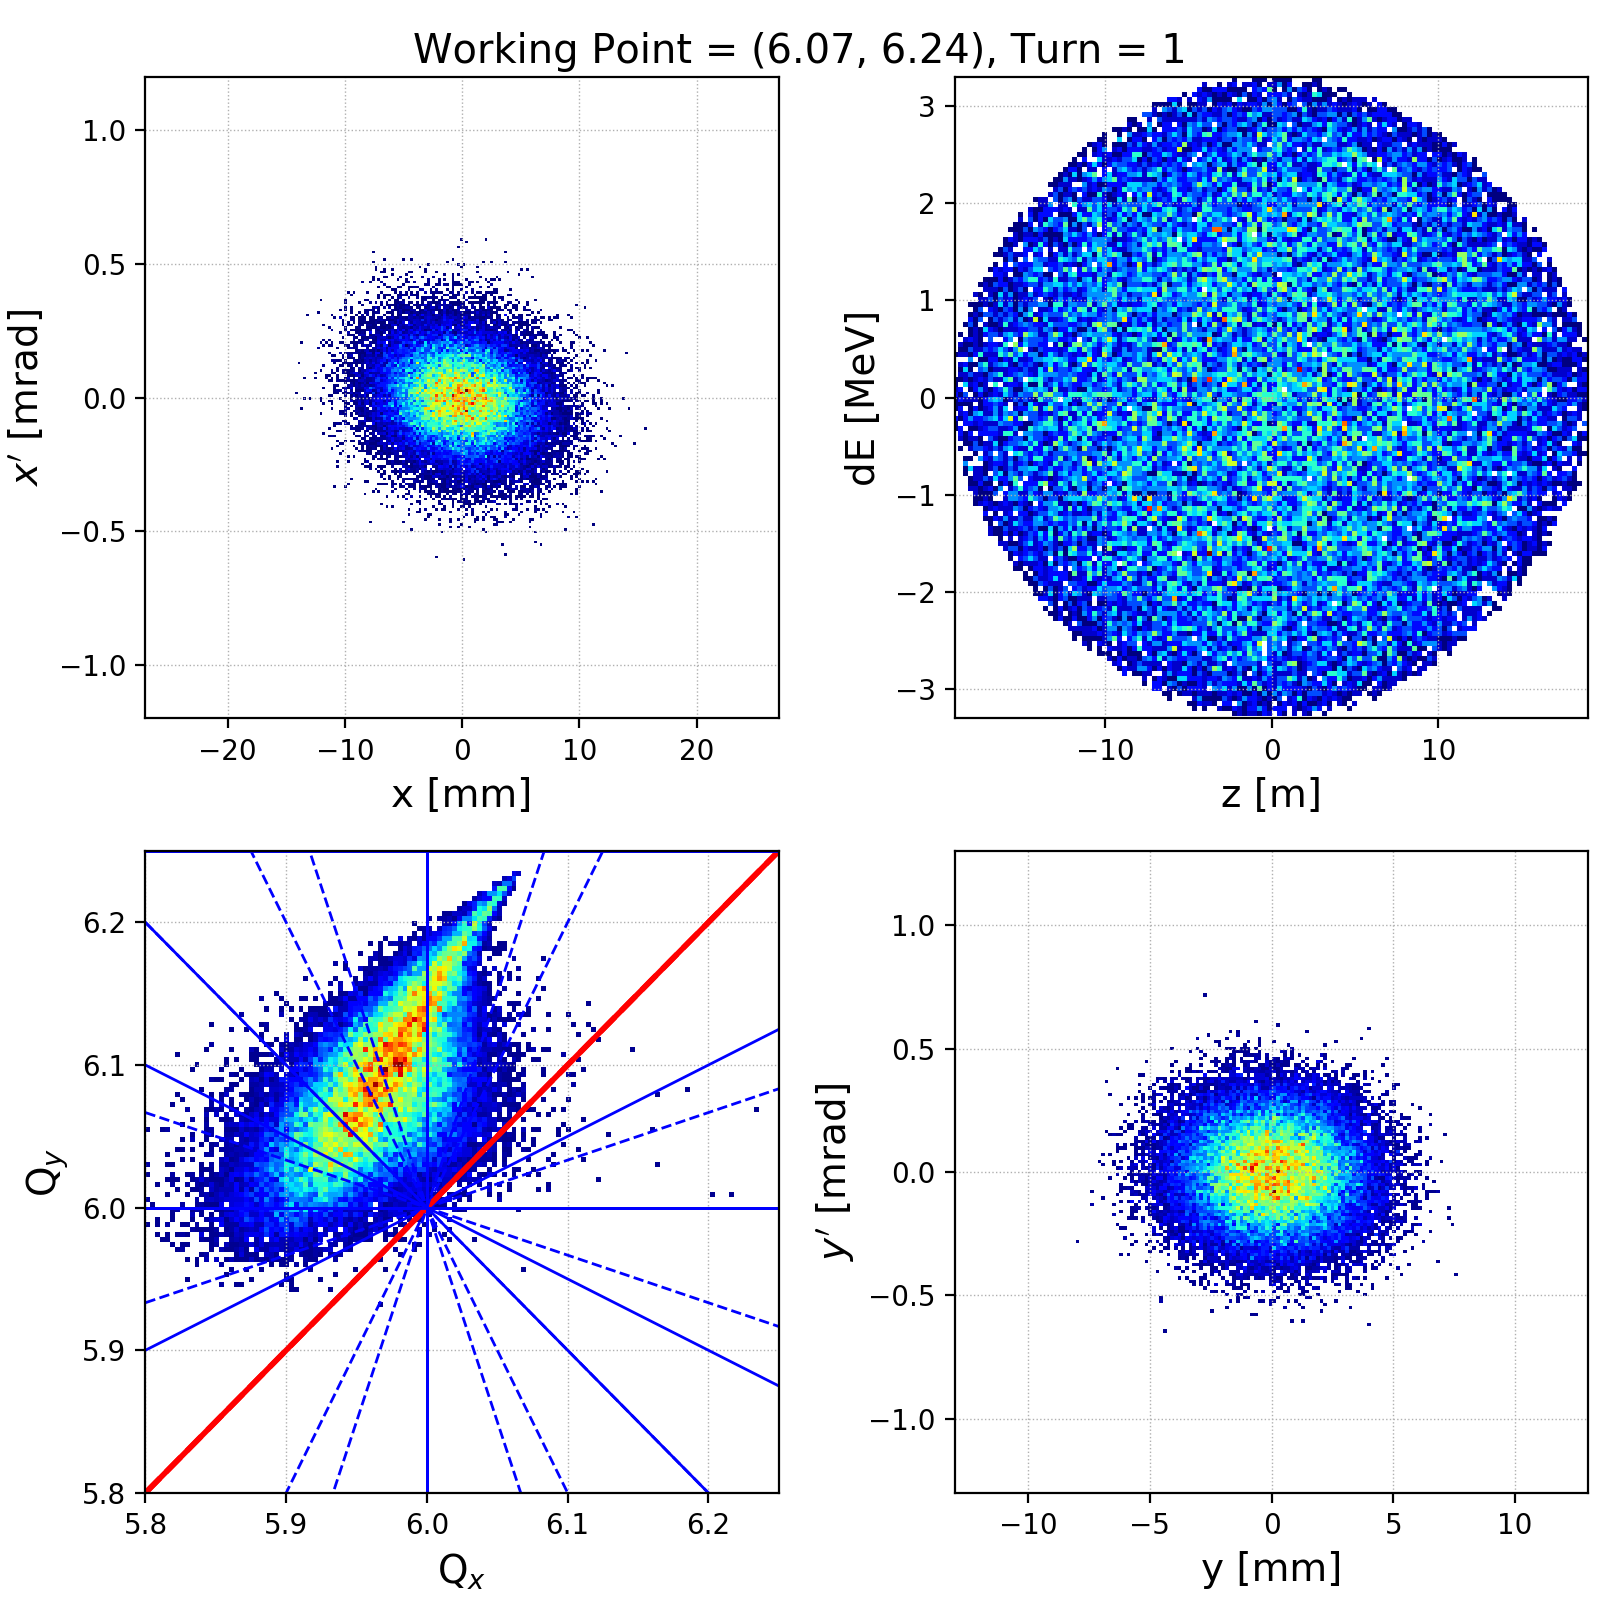 Working Point = (6.07, 6.24), Turn = 1
1.0
0.5
0.0
−0.5
−1.0
x′ [mrad]
−20 −10 0 10 20
x [mm]
3
2
1
0
−1
−2
−3
dE [MeV]
−10 0 10
z [m]
6.2
6.1
6.0
5.9
5.8
Qy
5.8 5.9 6.0 6.1 6.2
Qx
1.0
0.5
0.0
−0.5
−1.0
y′ [mrad]
−10 −5 0 5 10
y [mm]